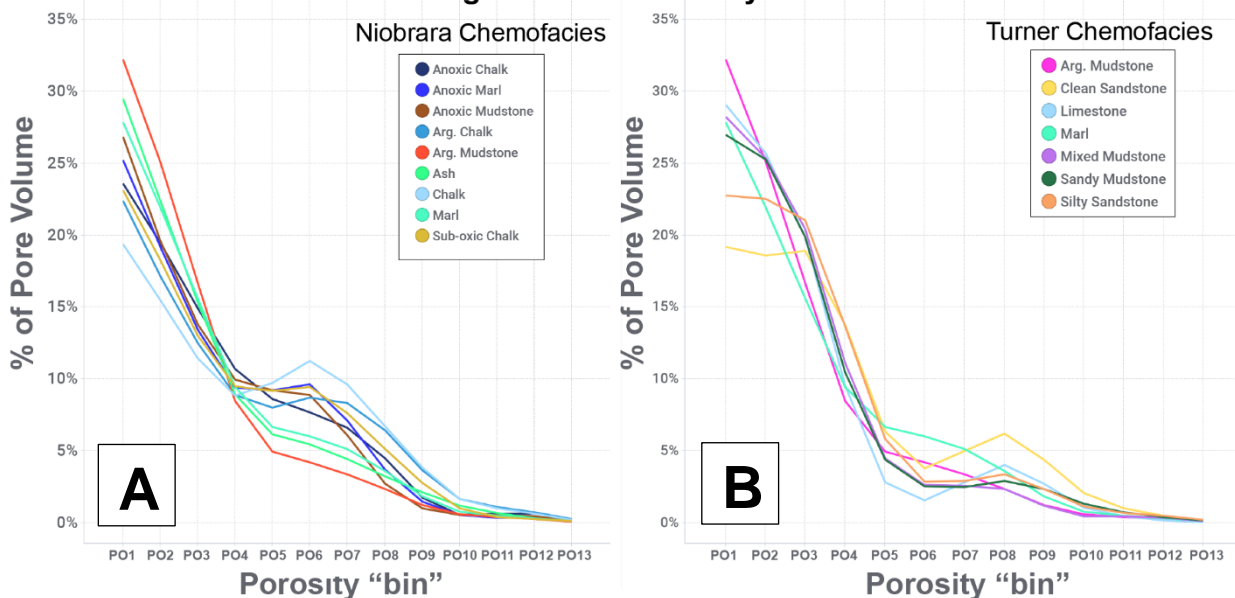 Niobrara Chemofacies
Anoxic Chalk
Anoxic Marl
Anoxic Mudstone
Arg. Chalk
Arg. Mudstone
Ash
Chalk
Marl
Sub-oxic Chalk
% of Pore Volume
35%
30%
25%
20%
15%
10%
5%
0%
A
PO1 PO2 PO3 PO4 PO5 PO6 PO7 PO8 PO9 PO10 PO11 PO12 PO13
Porosity “bin”
Turner Chemofacies
Arg. Mudstone
Clean Sandstone
Limestone
Marl
Mixed Mudstone
Sandy Mudstone
Silty Sandstone
% of Pore Volume
35%
30%
25%
20%
15%
10%
5%
0%
B
PO1 PO2 PO3 PO4 PO5 PO6 PO7 PO8 PO9 PO10 PO11 PO12 PO13
Porosity “bin”